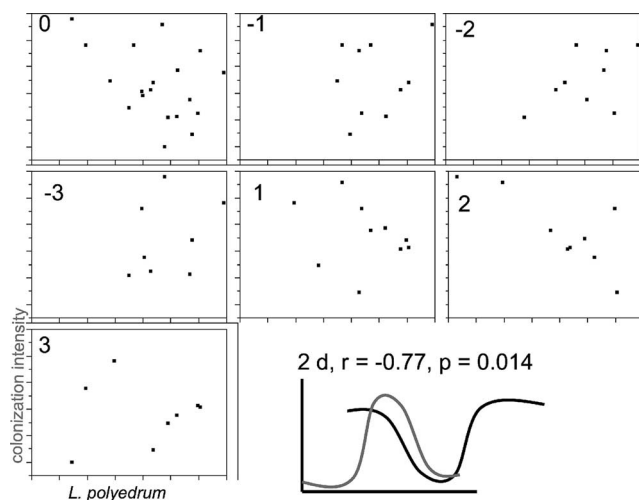 0
-1
-2
-3
1
2
3
colonization intensity
L. polyedrum
2 d, r = -0.77, p = 0.014